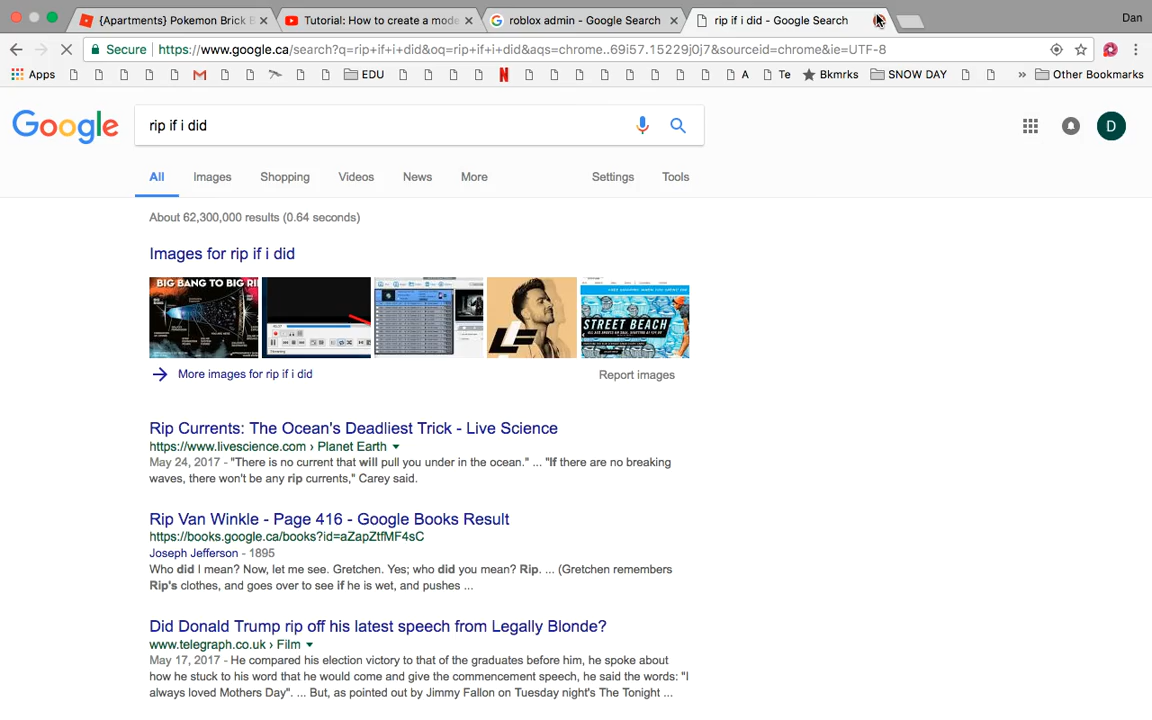 {Apartments} Pokemon Brick B
Tutorial: How to create a mode
roblox admin - Google Search
rip if i did - Google Search
Dan
Secure
https://www.google.ca/search?q=rip+if+i+did&oq=rip+if+i+did&aqs=chrome..69i57.15229j0j7&sourceid=chrome&ie=UTF-8
Apps
EDU
A
Te
Bkmrks
SNOW DAY
» Other Bookmarks
Google
rip if i did
D
All Images Shopping Videos News More Settings Tools
About 62,300,000 results (0.64 seconds)
Images for rip if i did
BIG BANG TO BIG RI
STREET BEACH
More images for rip if i did
Report images
Rip Currents: The Ocean's Deadliest Trick - Live Science
https://www.livescience.com › Planet Earth
May 24, 2017 - "There is no current that will pull you under in the ocean." ... "If there are no breaking
waves, there won't be any rip currents," Carey said.
Rip Van Winkle - Page 416 - Google Books Result
https://books.google.ca/books?id=aZapZtfMF4sC
Joseph Jefferson - 1895
Who did I mean? Now, let me see. Gretchen. Yes; who did you mean? Rip. ... (Gretchen remembers
Rip's clothes, and goes over to see if he is wet, and pushes ...
Did Donald Trump rip off his latest speech from Legally Blonde?
www.telegraph.co.uk › Film
May 17, 2017 - He compared his election victory to that of the graduates before him, he spoke about
how he stuck to his word that he would come and give the commencement speech, he said the words: "I
always loved Mothers Day". ... But, as pointed out by Jimmy Fallon on Tuesday night's The Tonight ...